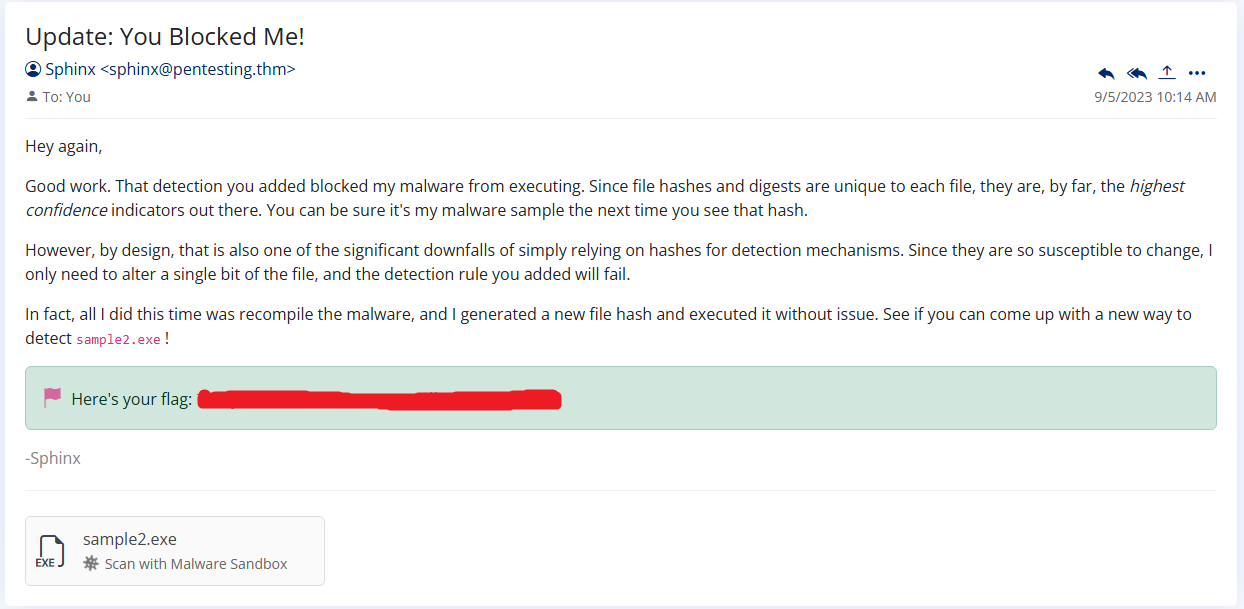 Update: You Blocked Me!
Sphinx <sphinx@pentesting.thm>
To: You
9/5/2023 10:14 AM
Hey again,
Good work. That detection you added blocked my malware from executing. Since file hashes and digests are unique to each file, they are, by far, the highest
confidence indicators out there. You can be sure it's my malware sample the next time you see that hash.
However, by design, that is also one of the significant downfalls of simply relying on hashes for detection mechanisms. Since they are so susceptible to change, I
only need to alter a single bit of the file, and the detection rule you added will fail.
In fact, all I did this time was recompile the malware, and I generated a new file hash and executed it without issue. See if you can come up with a new way to
detect sample2.exe !
Here's your flag:
-Sphinx
EXE
sample2.exe
Scan with Malware Sandbox